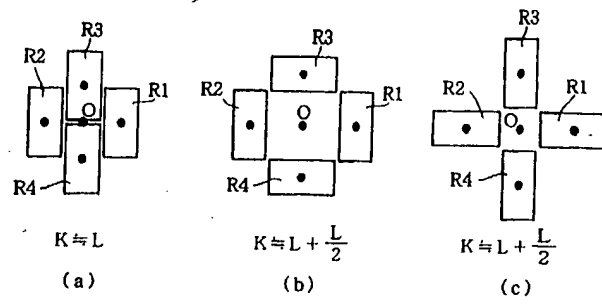 R3
R2
R1
O
R4
K≒L
(a)
R3
R2
R1
O
R4
K≒L + L/2
(b)
R3
R2
R1
O
R4
K≒L + L/2
(c)